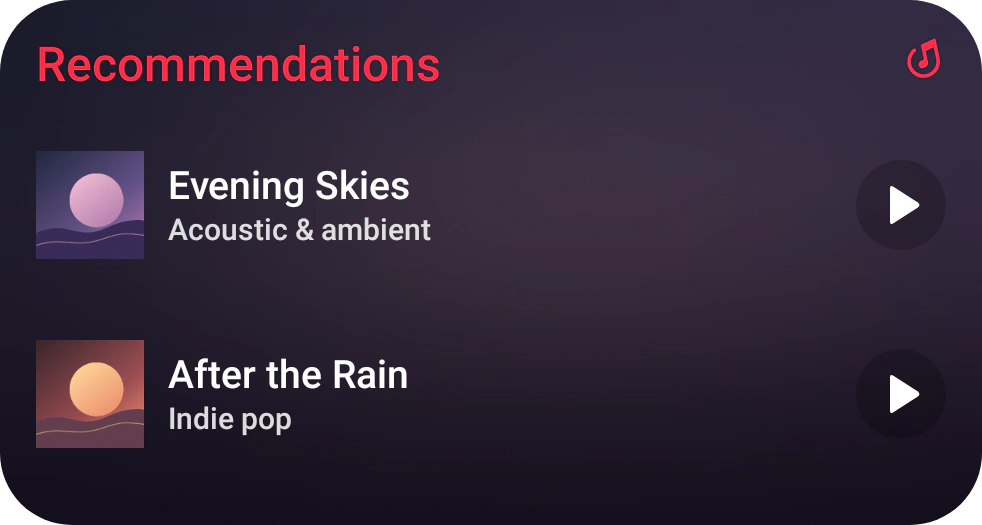 Recommendations
Evening Skies
Acoustic & ambient
After the Rain
Indie pop